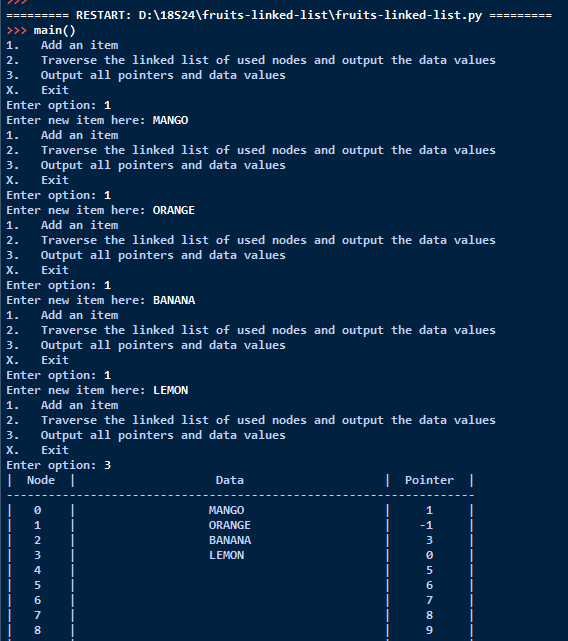 >>>
========= RESTART: D:\18S24\fruits-linked-list\fruits-linked-list.py =========
>>> main()
1.   Add an item
2.   Traverse the linked list of used nodes and output the data values
3.   Output all pointers and data values
X.   Exit
Enter option: 1
Enter new item here: MANGO
1.   Add an item
2.   Traverse the linked list of used nodes and output the data values
3.   Output all pointers and data values
X.   Exit
Enter option: 1
Enter new item here: ORANGE
1.   Add an item
2.   Traverse the linked list of used nodes and output the data values
3.   Output all pointers and data values
X.   Exit
Enter option: 1
Enter new item here: BANANA
1.   Add an item
2.   Traverse the linked list of used nodes and output the data values
3.   Output all pointers and data values
X.   Exit
Enter option: 1
Enter new item here: LEMON
1.   Add an item
2.   Traverse the linked list of used nodes and output the data values
3.   Output all pointers and data values
X.   Exit
Enter option: 3
|  Node  |                    Data                    |  Pointer  |
-------------------------------------------------------------------
|   0    |                   MANGO                    |     1     |
|   1    |                   ORANGE                   |    -1     |
|   2    |                   BANANA                   |     3     |
|   3    |                   LEMON                    |     0     |
|   4    |                                            |     5     |
|   5    |                                            |     6     |
|   6    |                                            |     7     |
|   7    |                                            |     8     |
|   8    |                                            |     9     |